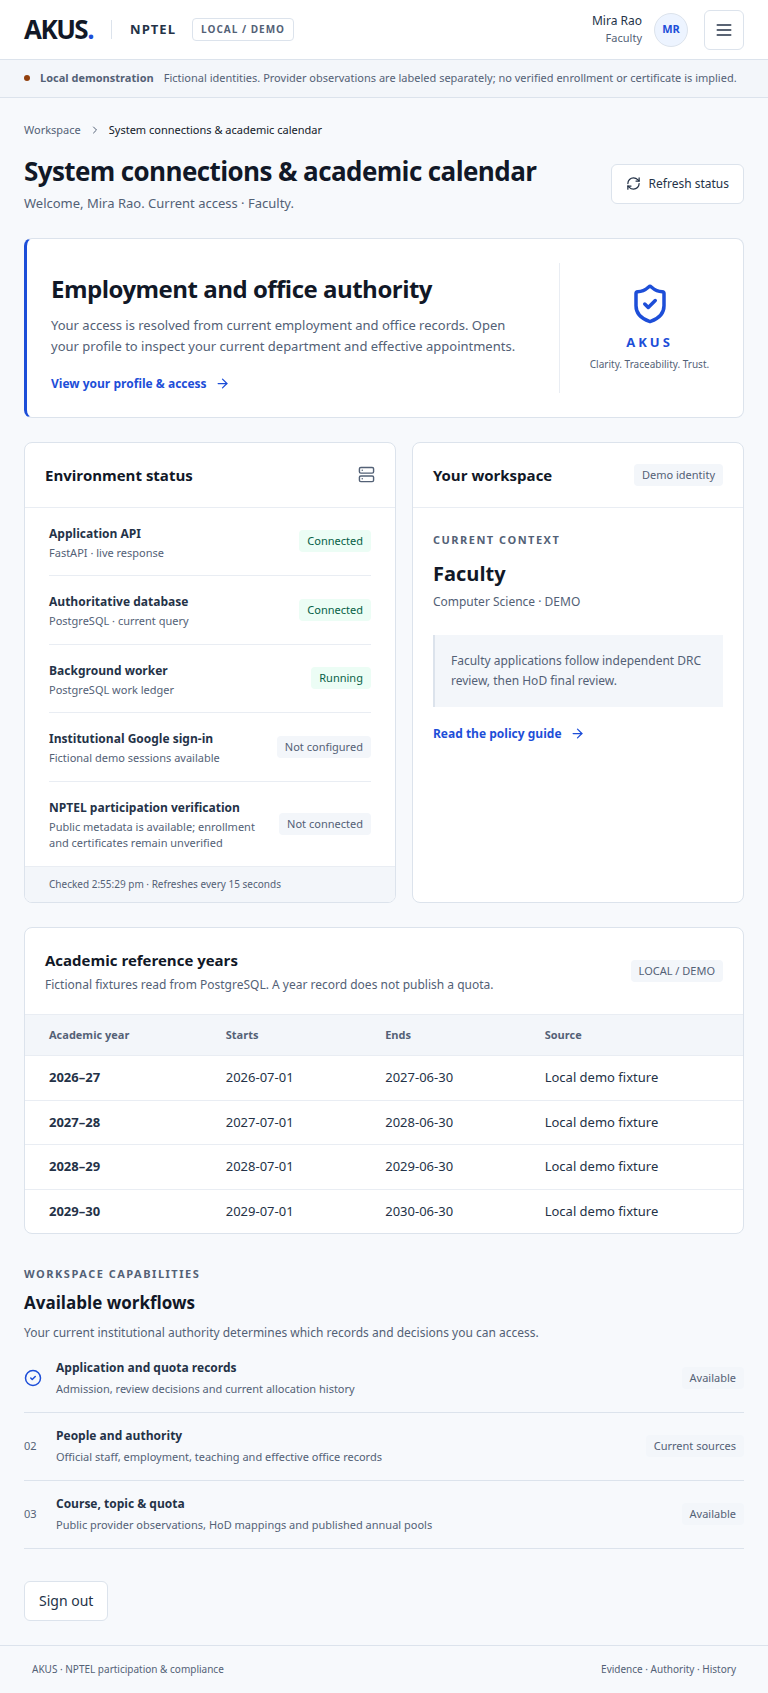 AKUS.
NPTEL
LOCAL / DEMO
Mira Rao
Faculty
MR
Local demonstration Fictional identities. Provider observations are labeled separately; no verified enrollment or certificate is implied.
Workspace
System connections & academic calendar
System connections & academic calendar
Welcome, Mira Rao. Current access · Faculty.
Refresh status
Employment and office authority
Your access is resolved from current employment and office records. Open
your profile to inspect your current department and effective appointments.
View your profile & access
AKUS
Clarity. Traceability. Trust.
Environment status
Application API
FastAPI · live response
Connected
Authoritative database
PostgreSQL · current query
Connected
Background worker
PostgreSQL work ledger
Running
Institutional Google sign-in
Fictional demo sessions available
Not configured
NPTEL participation verification
Public metadata is available; enrollment
and certificates remain unverified
Not connected
Checked 2:55:29 pm · Refreshes every 15 seconds
Your workspace
Demo identity
CURRENT CONTEXT
Faculty
Computer Science · DEMO
Faculty applications follow independent DRC
review, then HoD final review.
Read the policy guide
Academic reference years
Fictional fixtures read from PostgreSQL. A year record does not publish a quota.
LOCAL / DEMO
Academic year Starts Ends Source
2026–27 2026-07-01 2027-06-30 Local demo fixture
2027–28 2027-07-01 2028-06-30 Local demo fixture
2028–29 2028-07-01 2029-06-30 Local demo fixture
2029–30 2029-07-01 2030-06-30 Local demo fixture
WORKSPACE CAPABILITIES
Available workflows
Your current institutional authority determines which records and decisions you can access.
Application and quota records
Admission, review decisions and current allocation history
Available
02
People and authority
Official staff, employment, teaching and effective office records
Current sources
03
Course, topic & quota
Public provider observations, HoD mappings and published annual pools
Available
Sign out
AKUS · NPTEL participation & compliance
Evidence · Authority · History